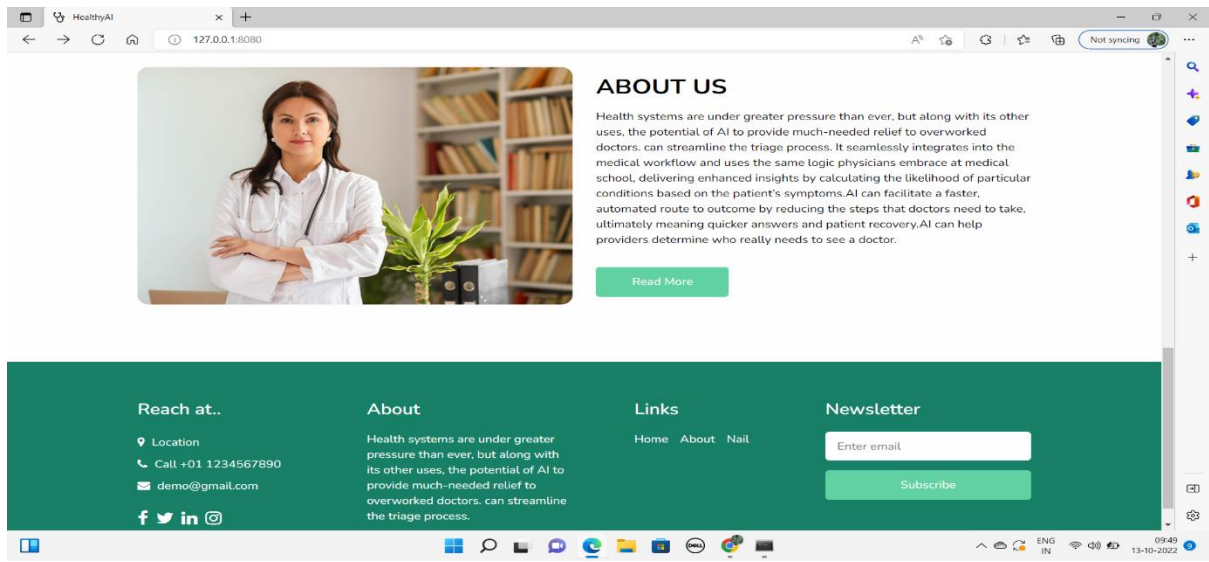 HealthyAI
127.0.0.1:8080
Not syncing
ABOUT US
Health systems are under greater pressure than ever, but along with its other
uses, the potential of AI to provide much-needed relief to overworked
doctors. can streamline the triage process. It seamlessly integrates into the
medical workflow and uses the same logic physicians embrace at medical
school, delivering enhanced insights by calculating the likelihood of particular
conditions based on the patient's symptoms.AI can facilitate a faster,
automated route to outcome by reducing the steps that doctors need to take,
ultimately meaning quicker answers and patient recovery.AI can help
providers determine who really needs to see a doctor.
Read More
Reach at..
Location
Call +01 1234567890
demo@gmail.com
About
Health systems are under greater
pressure than ever, but along with
its other uses, the potential of AI to
provide much-needed relief to
overworked doctors. can streamline
the triage process.
Links
Home About Nail
Newsletter
Enter email
Subscribe
DELL
ENG
IN
09:49
13-10-2022
9